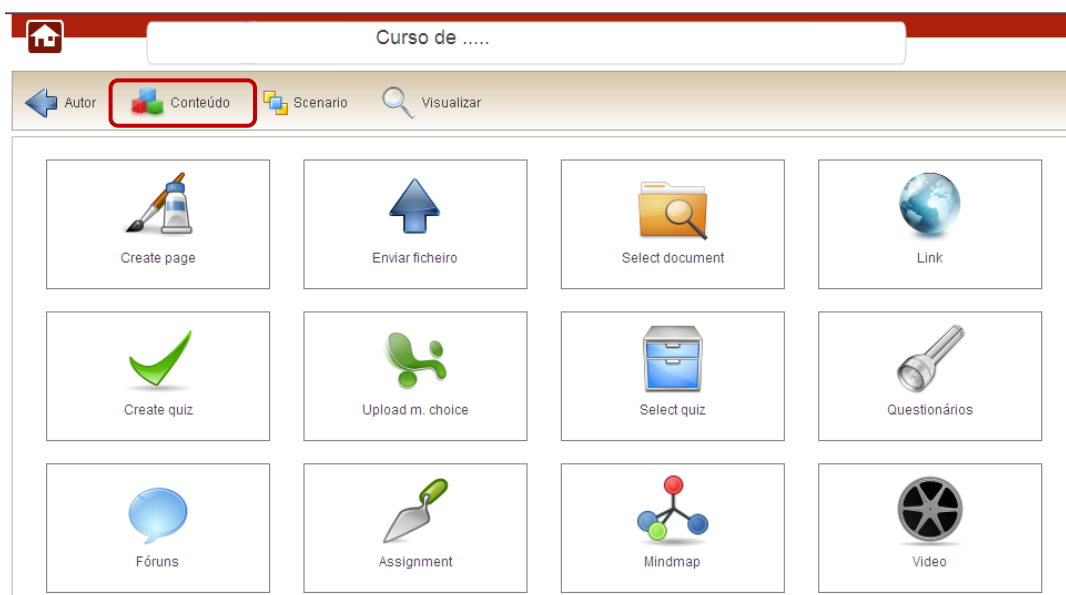 Curso de .....
Autor Conteúdo Scenario Visualizar
Create page Enviar ficheiro Select document Link
Create quiz Upload m. choice Select quiz Questionários
Fóruns Assignment Mindmap Video